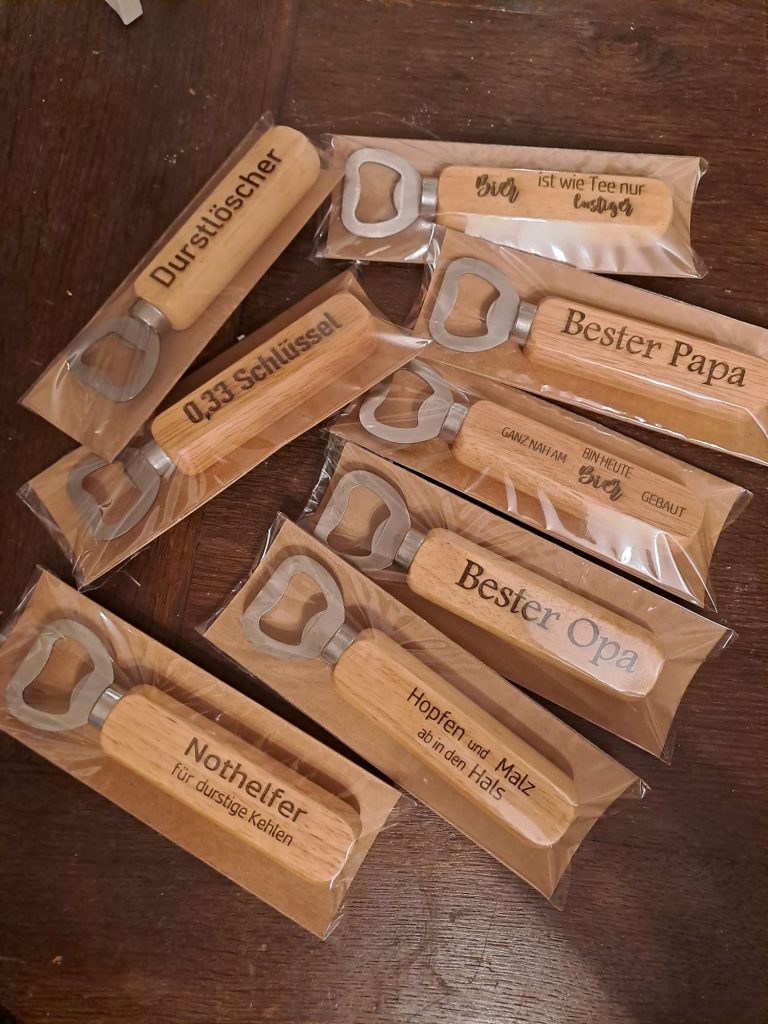 Durstlöscher
Bier ist wie Tee nur
lustiger
0,33 Schlüssel
Bester Papa
BIN HEUTE
GANZ NAH AM Bier GEBAUT
Bester Opa
Hopfen und Malz
ab in den Hals
Nothelfer
für durstige Kehlen